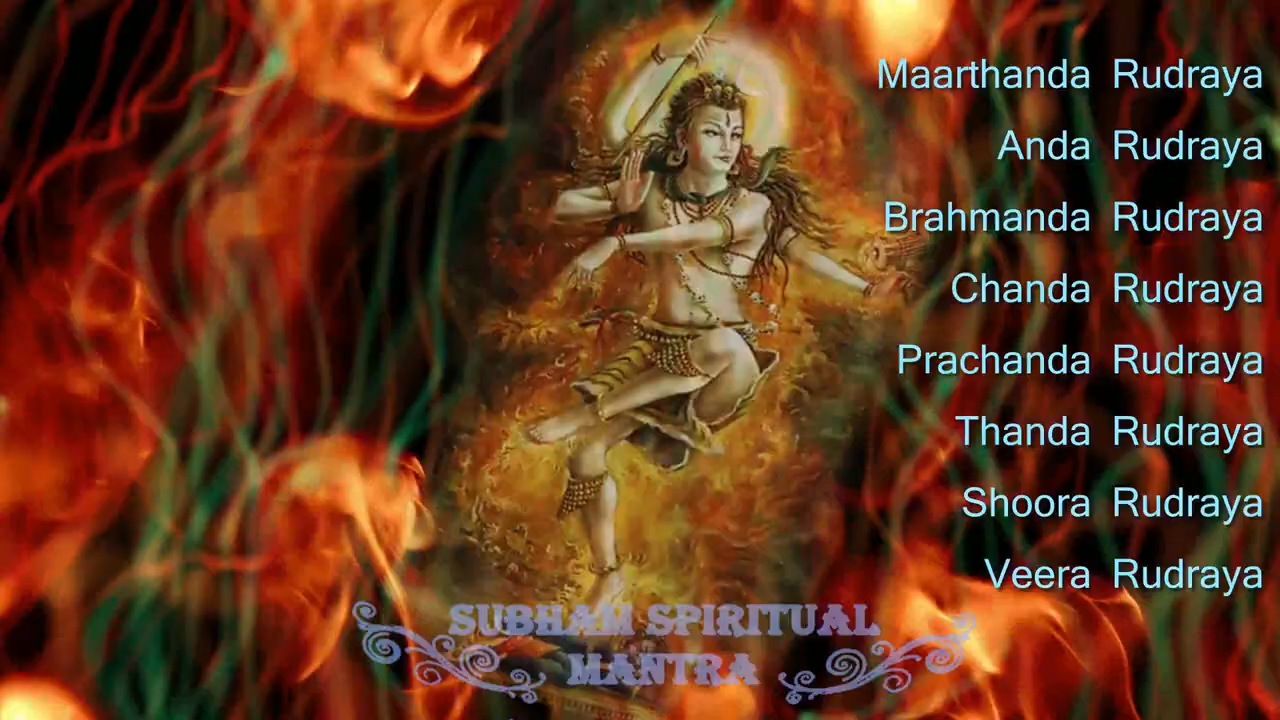 Maarthanda Rudraya
Anda Rudraya
Brahmanda Rudraya
Chanda Rudraya
Prachanda Rudraya
Thanda Rudraya
Shoora Rudraya
Veera Rudraya
SUBHAM SPIRITUAL
MANTRA